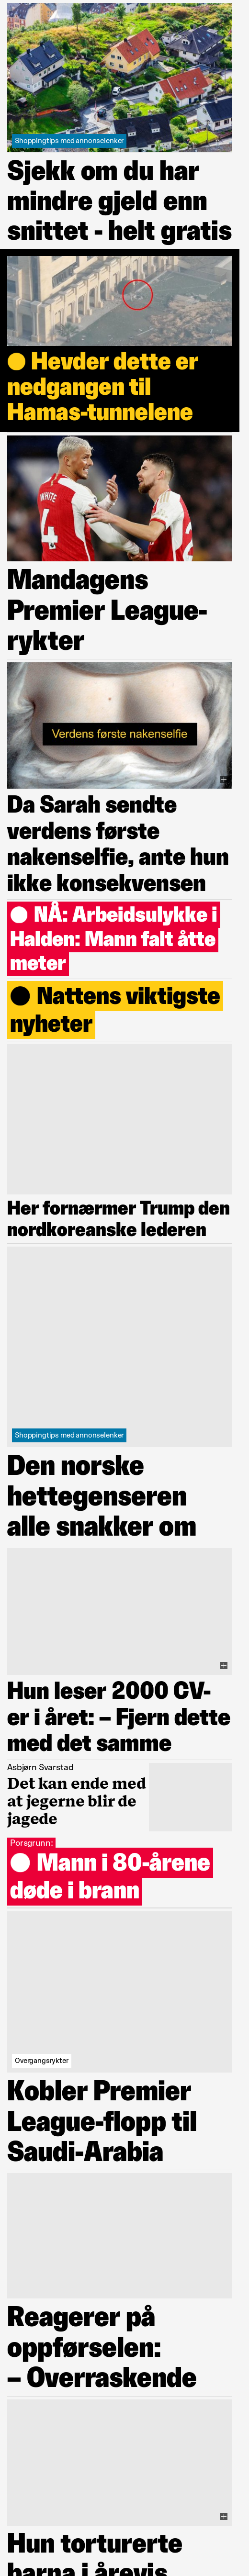 Shoppingtips med annonselenker
Sjekk om du har
mindre gjeld enn
snittet - helt gratis
Hevder dette er
nedgangen til
Hamas-tunnelene
WHITE
4
Mandagens
Premier League-
rykter
Verdens første nakenselfie
Da Sarah sendte
verdens første
nakenselfie, ante hun
ikke konsekvensen
NÅ: Arbeidsulykke i
Halden: Mann falt åtte
meter
Nattens viktigste
nyheter
Her fornærmer Trump den
nordkoreanske lederen
Shoppingtips med annonselenker
Den norske
hettegenseren
alle snakker om
Hun leser 2000 CV-
er i året: – Fjern dette
med det samme
Asbjørn Svarstad
Det kan ende med
at jegerne blir de
jagede
Porsgrunn:
Mann i 80-årene
døde i brann
Overgangsrykter
Kobler Premier
League-flopp til
Saudi-Arabia
Reagerer på
oppførselen:
– Overraskende
Hun torturerte
barna i årevis